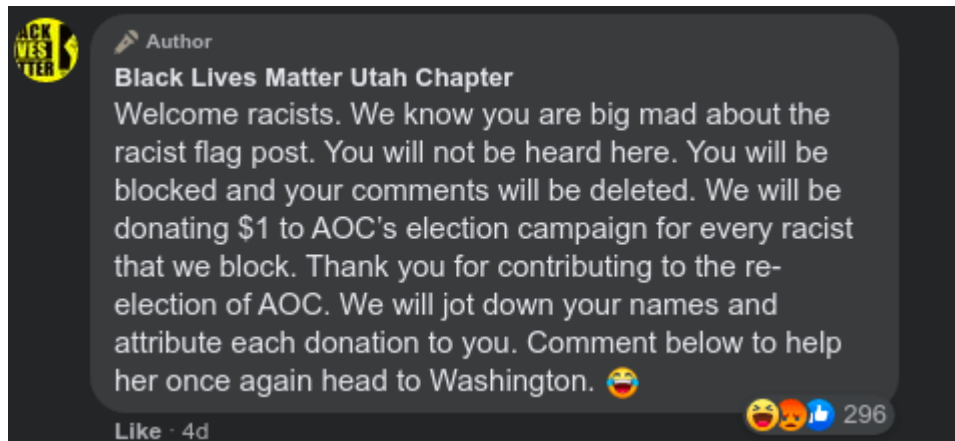 ACK
VES
TTER
Author
Black Lives Matter Utah Chapter
Welcome racists. We know you are big mad about the
racist flag post. You will not be heard here. You will be
blocked and your comments will be deleted. We will be
donating $1 to AOC's election campaign for every racist
that we block. Thank you for contributing to the re-
election of AOC. We will jot down your names and
attribute each donation to you. Comment below to help
her once again head to Washington. 😂
296
Like · 4d